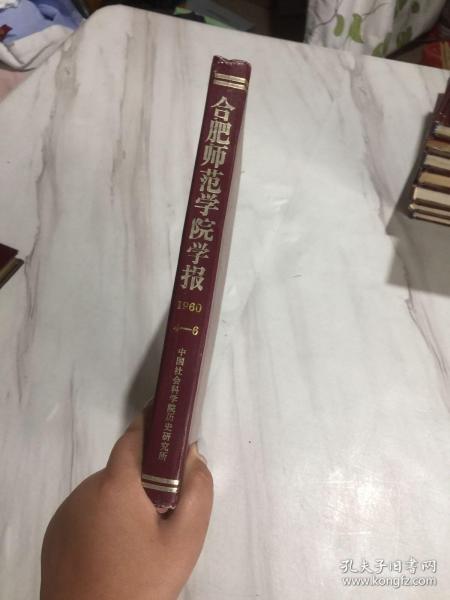 合肥师范学院学报
1960
4—6
中国社会科学院历史研究所
孔夫子旧书网
www.kongfz.com